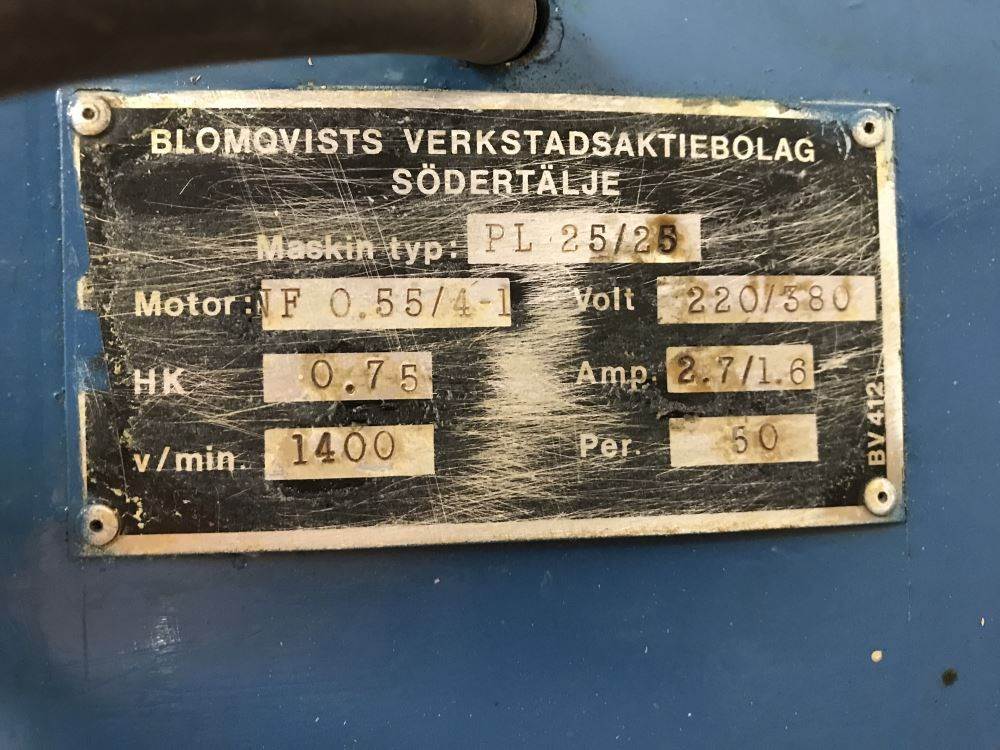 BLOMQVISTS VERKSTADSAKTIEBOLAG
SÖDERTÄLJE
Maskin typ: PL 25/25
Motor: NF 0.55/4-1 Volt 220/380
HK 0.75 Amp. 2.7/1.6
v/min. 1400 Per. 50
BV 412